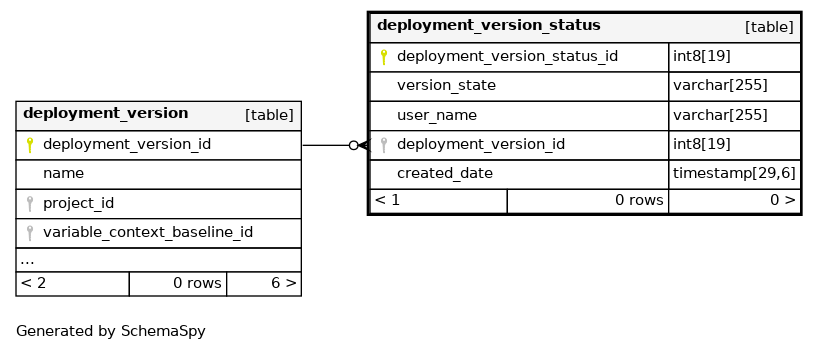 deployment_version_status [table]
deployment_version_status_id int8[19]
version_state varchar[255]
user_name varchar[255]
deployment_version_id int8[19]
created_date timestamp[29,6]
< 1 0 rows 0 >
deployment_version [table]
deployment_version_id
name
project_id
variable_context_baseline_id
...
< 2 0 rows 6 >
Generated by SchemaSpy